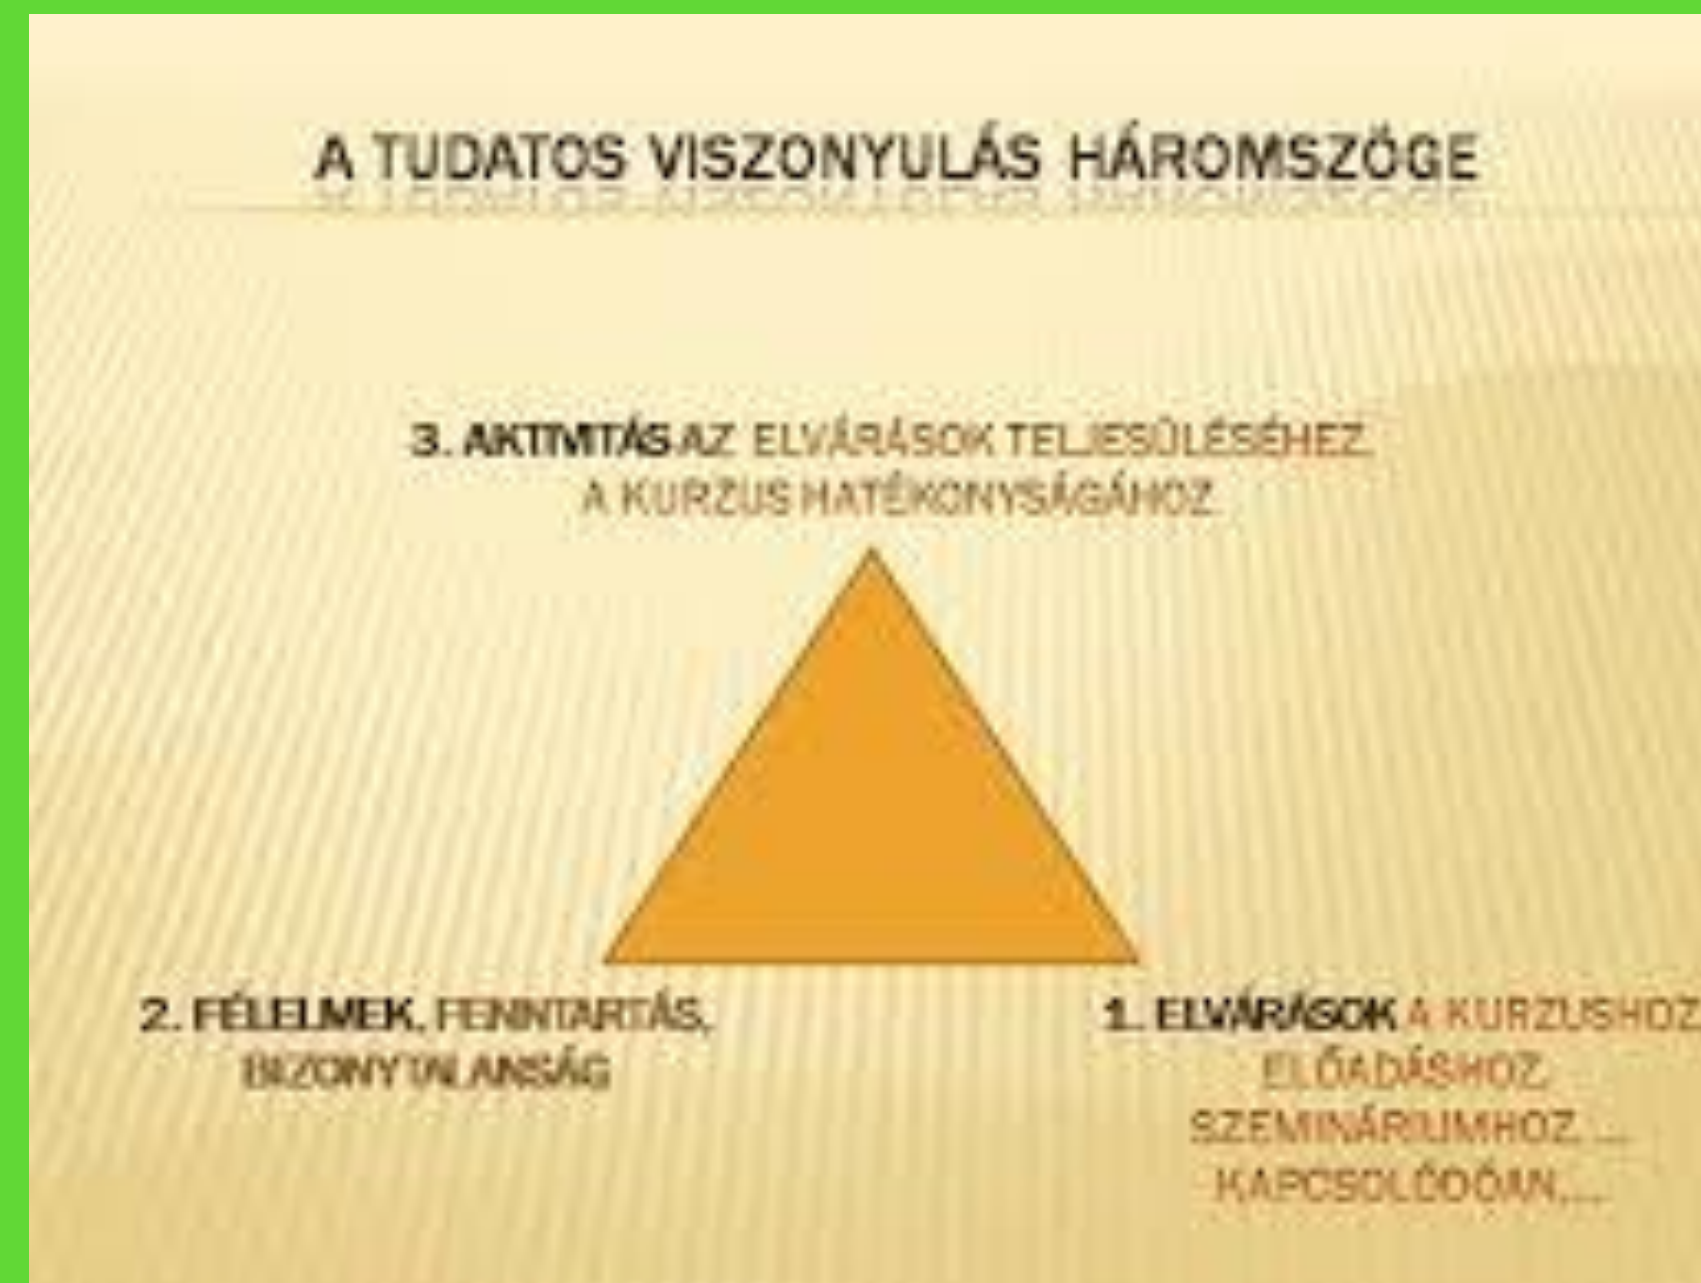 A TUDATOS VISZONYULÁS HÁROMSZÖGE
3. AKTIVITÁS AZ ELVÁRÁSOK TELJESÜLÉSÉHEZ,
A KURZUS HATÉKONYSÁGÁHOZ
2. FÉLELMEK, FENNTARTÁS,
BIZONYTALANSÁG
1. ELVÁRÁSOK A KURZUSHOZ
ELŐADÁSHOZ,
SZEMINÁRIUMHOZ,...
KAPCSOLÓDÓAN,...